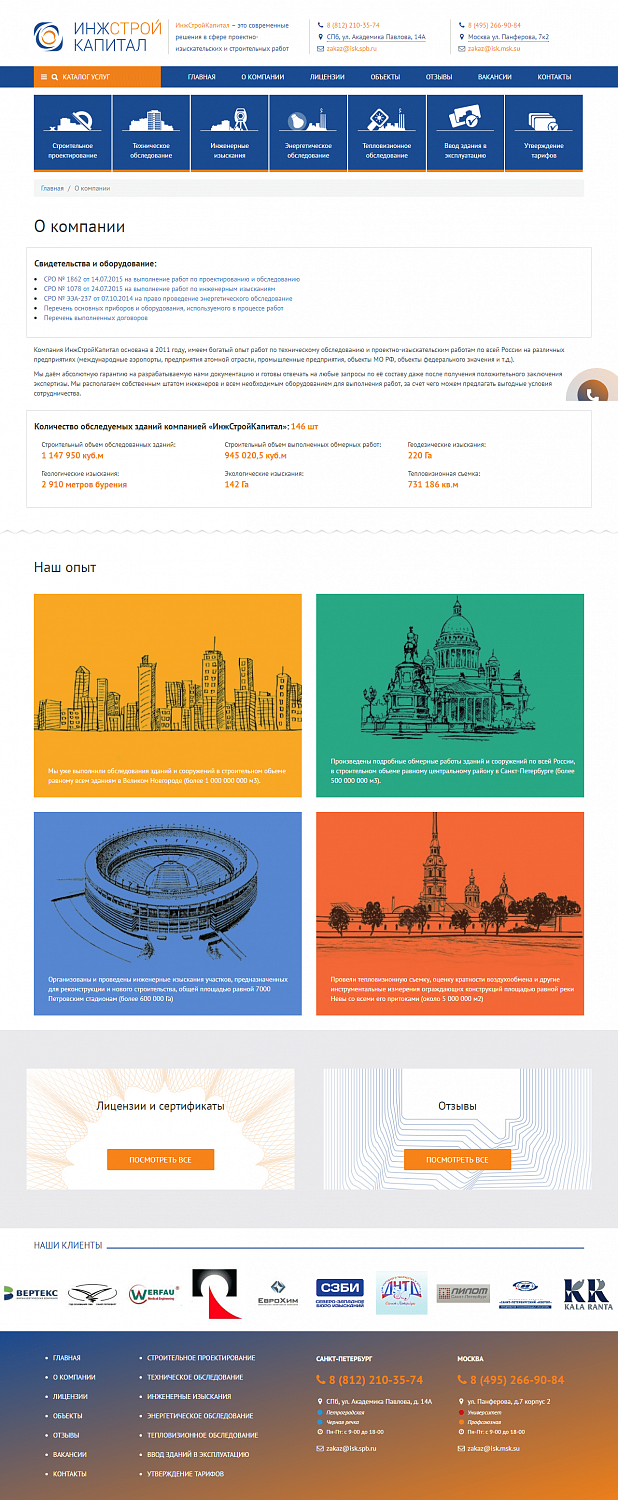 ИНЖСТРОЙ
КАПИТАЛ
ИнжСтройКапитал – это современные
решения в сфере проектно-
изыскательских и строительных работ
8 (812) 210-35-74
СПб, ул. Академика Павлова, 14А
zakaz@isk.spb.ru
8 (495) 266-90-84
Москва ул. Панферова, 7к2
zakaz@isk.msk.su
КАТАЛОГ УСЛУГ
ГЛАВНАЯ
О КОМПАНИИ
ЛИЦЕНЗИИ
ОБЪЕКТЫ
ОТЗЫВЫ
ВАКАНСИИ
КОНТАКТЫ
Строительное
проектирование
Техническое
обследование
Инженерные
изыскания
Энергетическое
обследование
Тепловизионное
обследование
Ввод здания в
эксплуатацию
Утверждение
тарифов
Главная / О компании
О компании
Свидетельства и оборудование:
СРО № 1862 от 14.07.2015 на выполнение работ по проектированию и обследованию
СРО № 1078 от 24.07.2015 на выполнение работ по инженерным изысканиям
СРО № ЭЗА-237 от 07.10.2014 на право проведение энергетического обследование
Перечень основных приборов и оборудования, используемого в процессе работ
Перечень выполненных договоров
Компания ИнжСтройКапитал основана в 2011 году, имеем богатый опыт работ по техническому обследованию и проектно-изыскательским работам по всей России на различных
предприятиях (международные аэропорты, предприятия атомной отрасли, промышленные предприятия, объекты МО РФ, объекты федерального значения и т.д.).
Мы даём абсолютную гарантию на разрабатываемую нами документацию и готовы отвечать на любые запросы по её составу даже после получения положительного заключения
экспертизы. Мы располагаем собственным штатом инженеров и всем необходимым оборудованием для выполнения работ, за счет чего можем предлагать выгодные условия
сотрудничества.
Количество обследуемых зданий компанией «ИнжСтройКапитал»: 146 шт
Строительный объем обследованных зданий:
1 147 950 куб.м
Строительный объем выполненных обмерных работ:
945 020,5 куб.м
Геодезические изыскания:
220 Га
Геологические изыскания:
2 910 метров бурения
Экологические изыскания:
142 Га
Тепловизионная съемка:
731 186 кв.м
Наш опыт
Мы уже выполнили обследования зданий и сооружений в строительном объеме
равному всем зданиям в Великом Новгороде (более 1 000 000 000 м3).
Произведены подробные обмерные работы зданий и сооружений по всей России,
в строительном объеме равному центральному району в Санкт-Петербурге (более
500 000 000 м3).
Организованы и проведены инженерные изыскания участков, предназначенных
для реконструкции и нового строительства, общей площадью равной 7000
Петровским стадионам (более 600 000 Га)
Провели тепловизионную съемку, оценку кратности воздухообмена и другие
инструментальные измерения ограждающих конструкций площадью равной реки
Невы со всеми его притоками (около 5 000 000 м2)
Лицензии и сертификаты
ПОСМОТРЕТЬ ВСЕ
Отзывы
ПОСМОТРЕТЬ ВСЕ
НАШИ КЛИЕНТЫ
ВЕРТЕКС
WERFAU
Medical Engineering
ЕвроХим
СЗБИ
СЕВЕРО-ЗАПАДНОЕ
БЮРО ИЗЫСКАНИЙ
ДНТД
ПИЛОТ
KR
KALA RANTA
ГЛАВНАЯ
О КОМПАНИИ
ЛИЦЕНЗИИ
ОБЪЕКТЫ
ОТЗЫВЫ
ВАКАНСИИ
КОНТАКТЫ
СТРОИТЕЛЬНОЕ ПРОЕКТИРОВАНИЕ
ТЕХНИЧЕСКОЕ ОБСЛЕДОВАНИЕ
ИНЖЕНЕРНЫЕ ИЗЫСКАНИЯ
ЭНЕРГЕТИЧЕСКОЕ ОБСЛЕДОВАНИЕ
ТЕПЛОВИЗИОННОЕ ОБСЛЕДОВАНИЕ
ВВОД ЗДАНИЙ В ЭКСПЛУАТАЦИЮ
УТВЕРЖДЕНИЕ ТАРИФОВ
САНКТ-ПЕТЕРБУРГ
8 (812) 210-35-74
СПб, ул. Академика Павлова, д. 14А
Петроградская
Черная речка
Пн-Пт: с 9-00 до 18-00
zakaz@isk.spb.ru
МОСКВА
8 (495) 266-90-84
ул. Панферова, д.7 корпус 2
Университет
Профсоюзная
Пн-Пт: с 9-00 до 18-00
zakaz@isk.msk.su